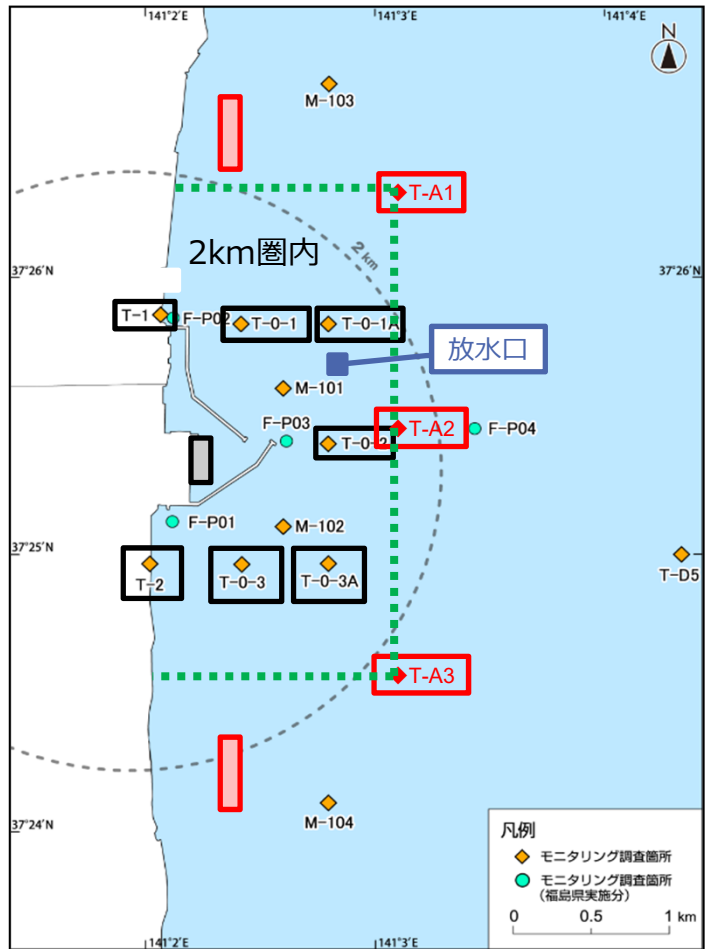 141°2′E
141°3′E
141°4′E
N
M-103
T-A1
2km圏内
2 km
37°26′N
37°26′N
T-1
F-P02
T-0-1
T-0-1A
放水口
M-101
F-P03
T-A2
F-P04
T-0-2
F-P01
M-102
37°25′N
T-2
T-0-3
T-0-3A
T-D5
T-A3
M-104
37°24′N
凡例
モニタリング調査箇所
モニタリング調査箇所
(福島県実施分)
0 0.5 1 km
141°2′E
141°3′E